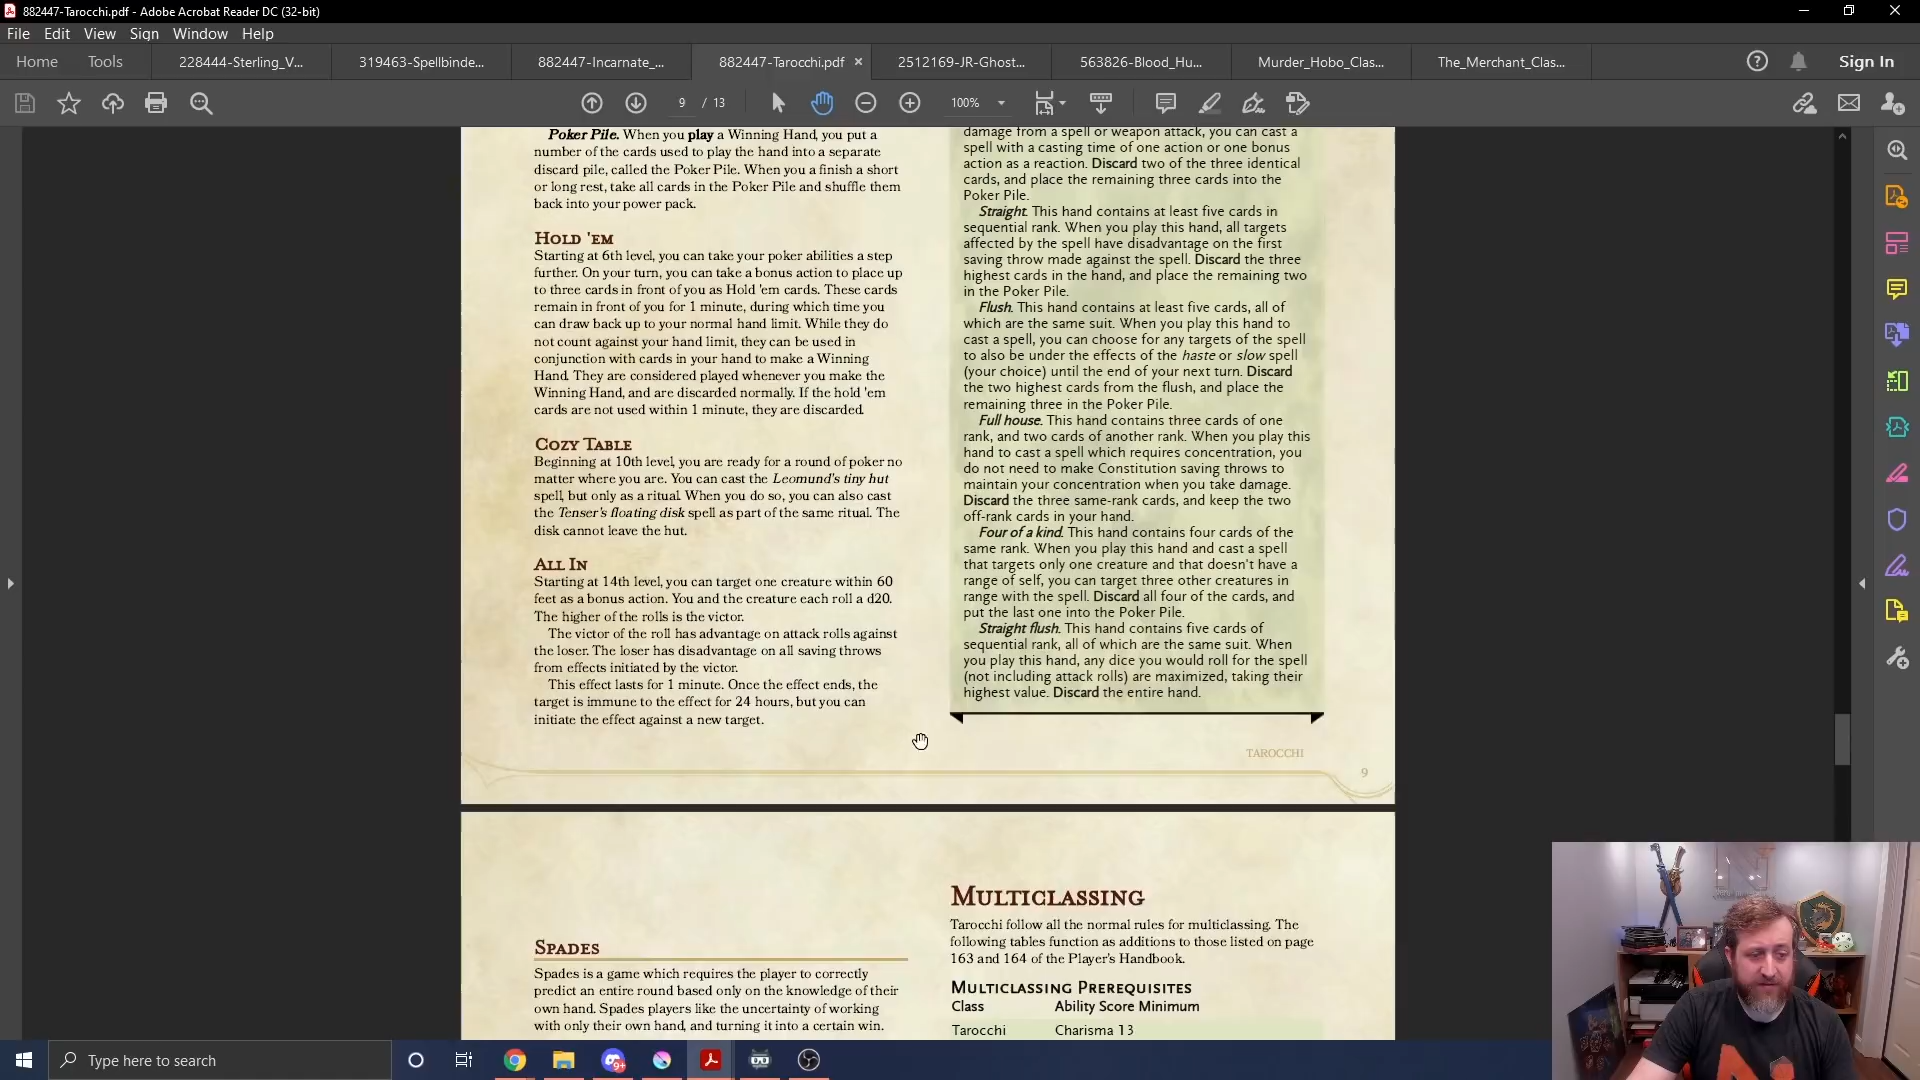 882447-Tarocchi.pdf - Adobe Acrobat Reader DC (32-bit)
File Edit View Sign Window Help
Home Tools 228444-Sterling_V... 319463-Spellbinde... 882447-Incarnate_... 882447-Tarocchi.pdf × 2512169-JR-Ghost... 563826-Blood_Hu... Murder_Hobo_Clas... The_Merchant_Clas... Sign In
9 / 13 100%
Poker Pile. When you play a Winning Hand, you put a
number of the cards used to play the hand into a separate
discard pile, called the Poker Pile. When you a finish a short
or long rest, take all cards in the Poker Pile and shuffle them
back into your power pack.
Hold 'em
Starting at 6th level, you can take your poker abilities a step
further. On your turn, you can take a bonus action to place up
to three cards in front of you as Hold 'em cards. These cards
remain in front of you for 1 minute, during which time you
can draw back up to your normal hand limit. While they do
not count against your hand limit, they can be used in
conjunction with cards in your hand to make a Winning
Hand. They are considered played whenever you make the
Winning Hand, and are discarded normally. If the hold 'em
cards are not used within 1 minute, they are discarded.
Cozy Table
Beginning at 10th level, you are ready for a round of poker no
matter where you are. You can cast the Leomund's tiny hut
spell, but only as a ritual. When you do so, you can also cast
the Tenser's floating disk spell as part of the same ritual. The
disk cannot leave the hut.
All In
Starting at 14th level, you can target one creature within 60
feet as a bonus action. You and the creature each roll a d20.
The higher of the rolls is the victor.
The victor of the roll has advantage on attack rolls against
the loser. The loser has disadvantage on all saving throws
from effects initiated by the victor.
This effect lasts for 1 minute. Once the effect ends, the
target is immune to the effect for 24 hours, but you can
initiate the effect against a new target.
damage from a spell or weapon attack, you can cast a
spell with a casting time of one action or one bonus
action as a reaction. Discard two of the three identical
cards, and place the remaining three cards into the
Poker Pile.
Straight. This hand contains at least five cards in
sequential rank. When you play this hand, all targets
affected by the spell have disadvantage on the first
saving throw made against the spell. Discard the three
highest cards in the hand, and place the remaining two
in the Poker Pile.
Flush. This hand contains at least five cards, all of
which are the same suit. When you play this hand to
cast a spell, you can choose for any targets of the spell
to also be under the effects of the haste or slow spell
(your choice) until the end of your next turn. Discard
the two highest cards from the flush, and place the
remaining three in the Poker Pile.
Full house. This hand contains three cards of one
rank, and two cards of another rank. When you play this
hand to cast a spell which requires concentration, you
do not need to make Constitution saving throws to
maintain your concentration when you take damage.
Discard the three same-rank cards, and keep the two
off-rank cards in your hand.
Four of a kind. This hand contains four cards of the
same rank. When you play this hand and cast a spell
that targets only one creature and that doesn't have a
range of self, you can target three other creatures in
range with the spell. Discard all four of the cards, and
put the last one into the Poker Pile.
Straight flush. This hand contains five cards of
sequential rank, all of which are the same suit. When
you play this hand, any dice you would roll for the spell
(not including attack rolls) are maximized, taking their
highest value. Discard the entire hand.
TAROCCHI
9
Spades
Spades is a game which requires the player to correctly
predict an entire round based only on the knowledge of their
own hand. Spades players like the uncertainty of working
with only their own hand, and turning it into a certain win.
Multiclassing
Tarocchi follow all the normal rules for multiclassing. The
following tables function as additions to those listed on page
163 and 164 of the Player's Handbook.
Multiclassing Prerequisites
Class Ability Score Minimum
Tarocchi Charisma 13
Type here to search
9+